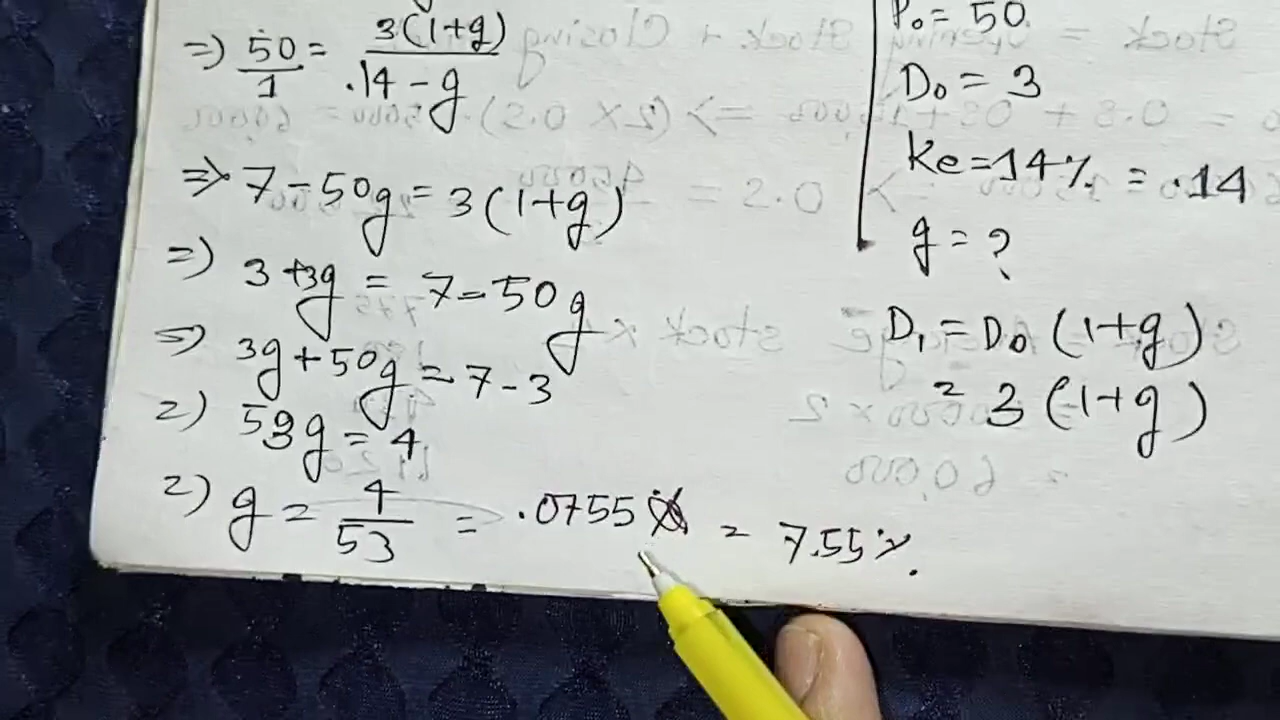 => 50/1 = 3(1+g)/.14-g
=> 7-50g = 3(1+g)
=> 3+3g = 7-50g
=> 3g+50g = 7-3
=> 53g = 4
=> g = 4/53 = .0755 = 7.55%.
P₀ = 50
D₀ = 3
Ke = 14% = .14
g = ?
D₁ = D₀ (1+g)
= 3 (1+g)